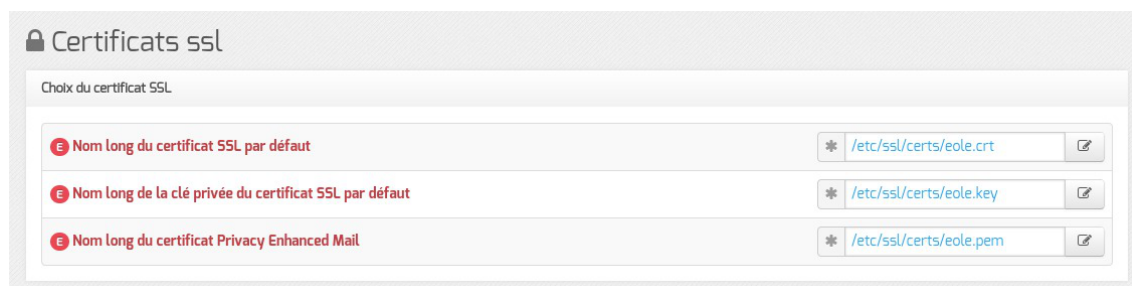 Certificats ssl
Choix du certificat SSL
E Nom long du certificat SSL par défaut * /etc/ssl/certs/eole.crt
E Nom long de la clé privée du certificat SSL par défaut * /etc/ssl/certs/eole.key
E Nom long du certificat Privacy Enhanced Mail * /etc/ssl/certs/eole.pem